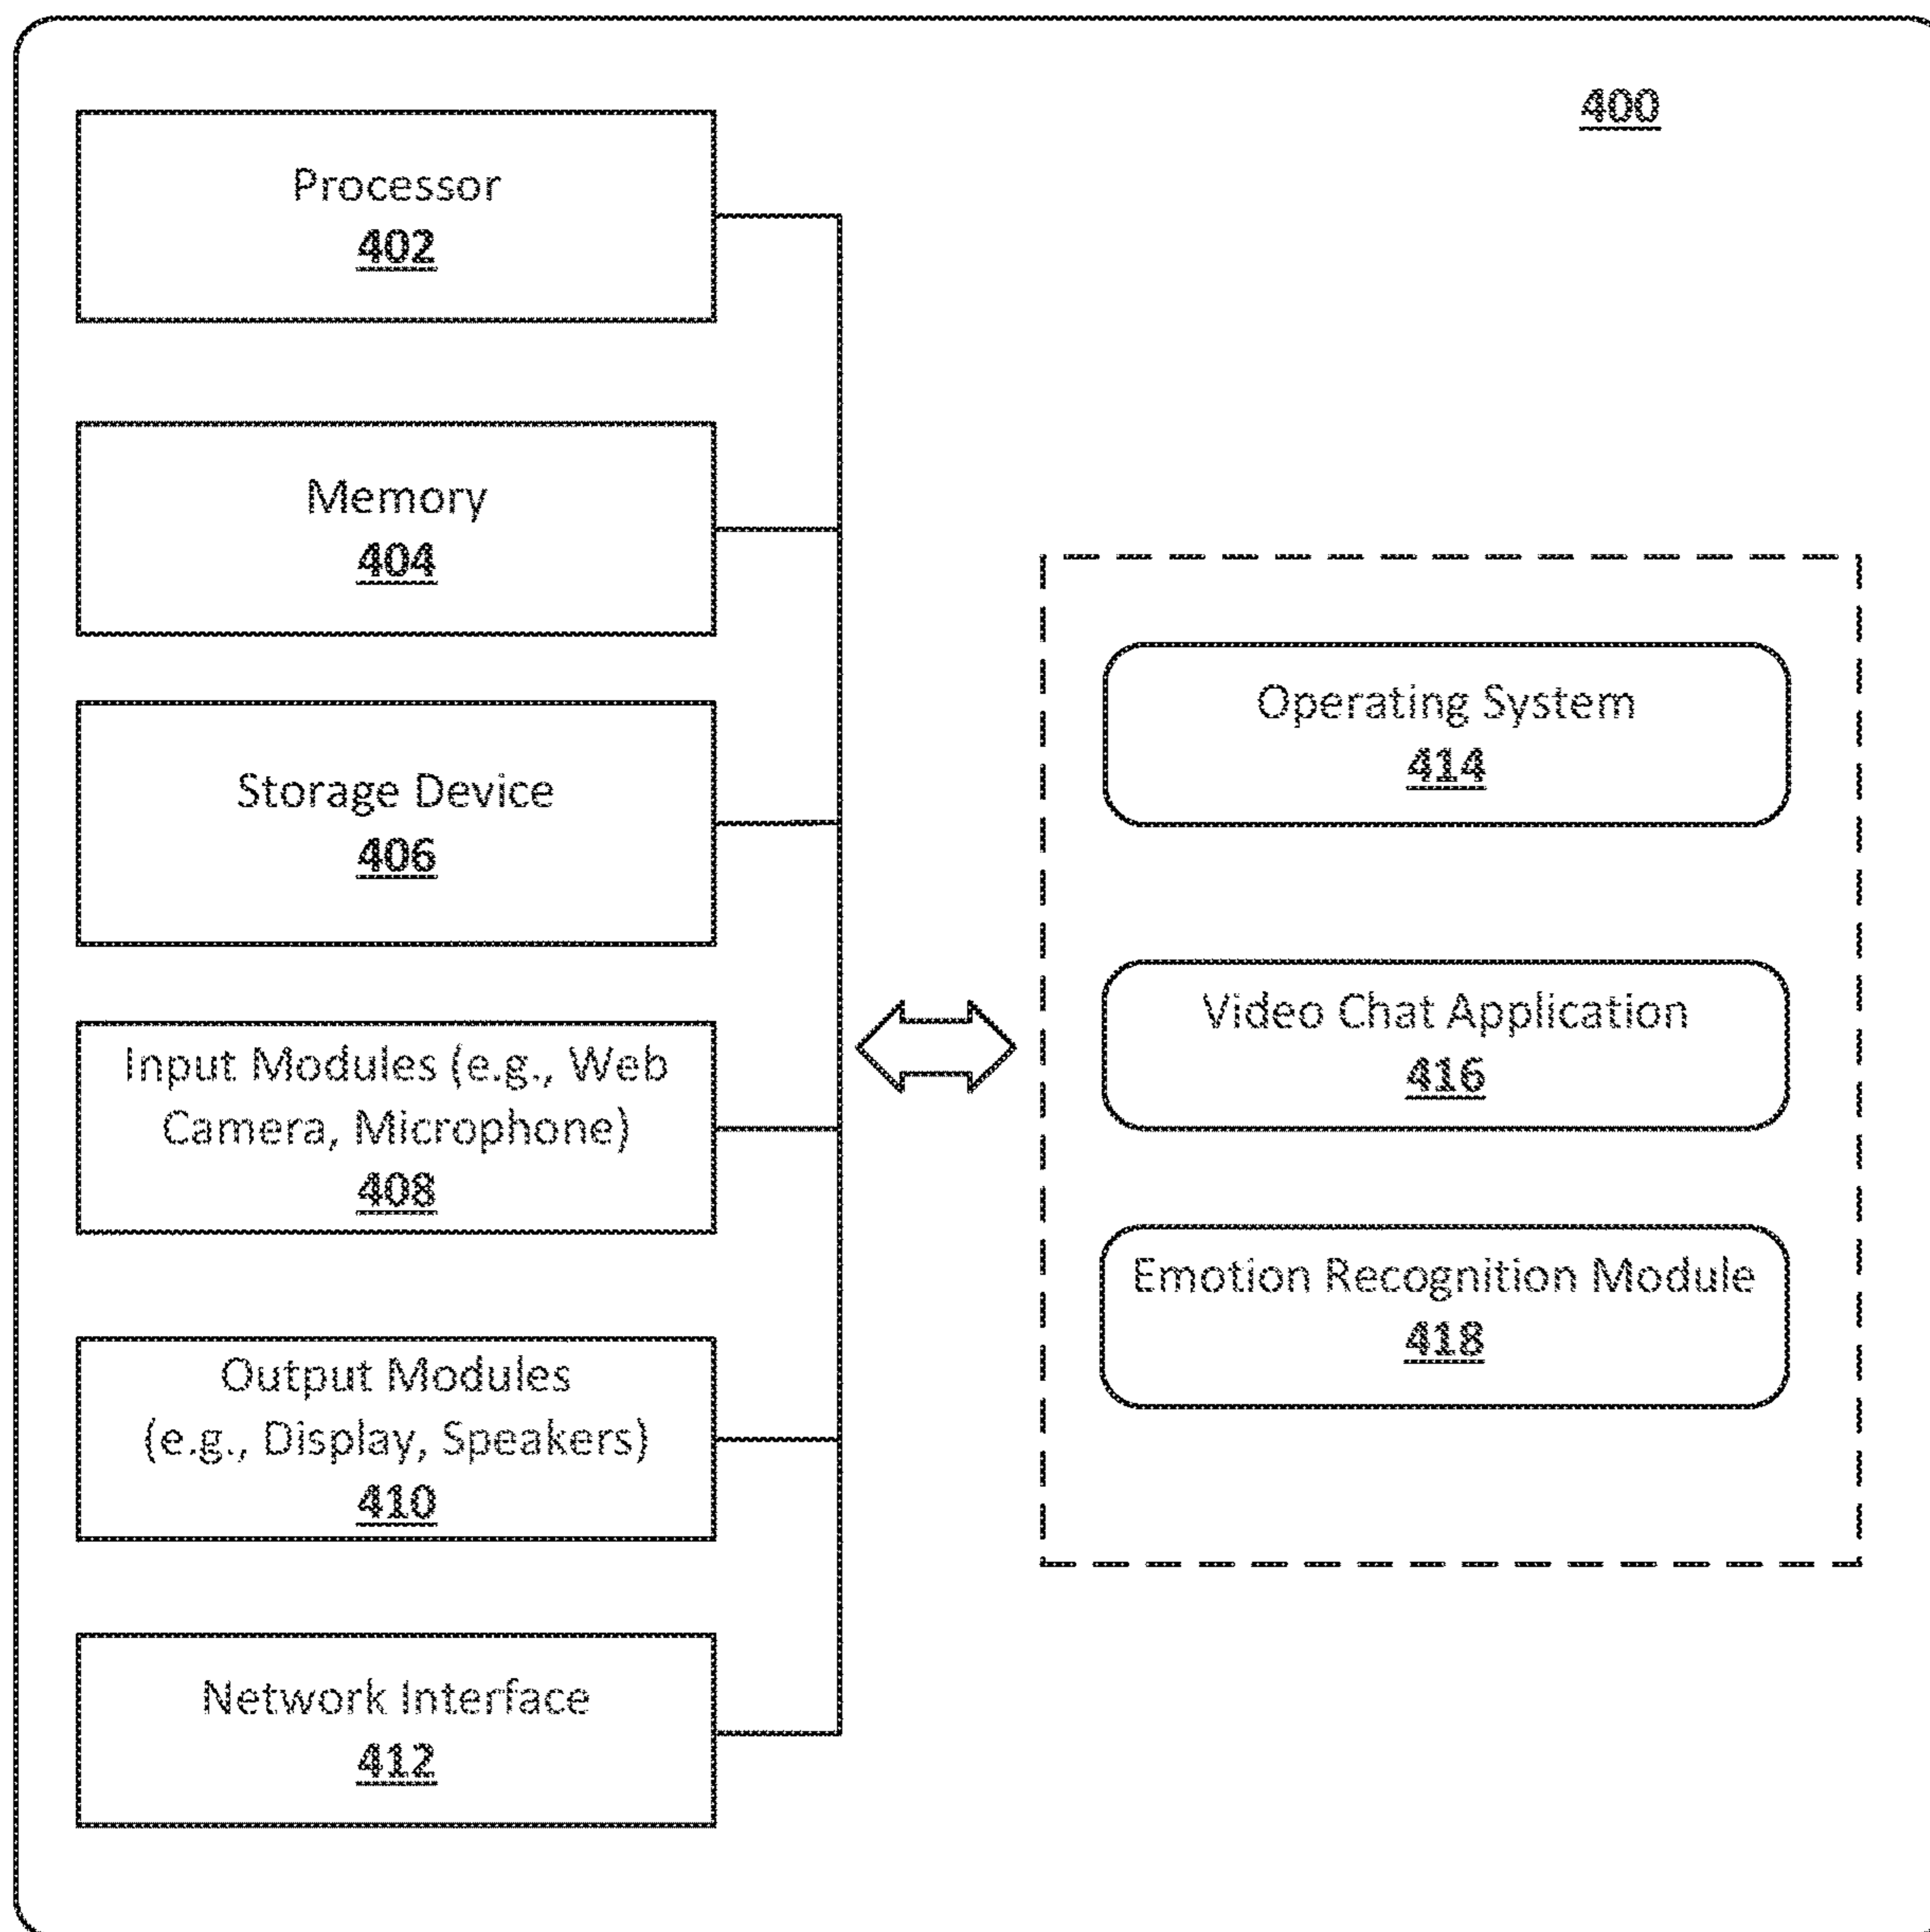 400
Processor
402
Memory
404
Storage Device
406
Input Modules (e.g., Web
Camera, Microphone)
408
Output Modules
(e.g., Display, Speakers)
410
Network Interface
412
Operating System
414
Video Chat Application
416
Emotion Recognition Module
418